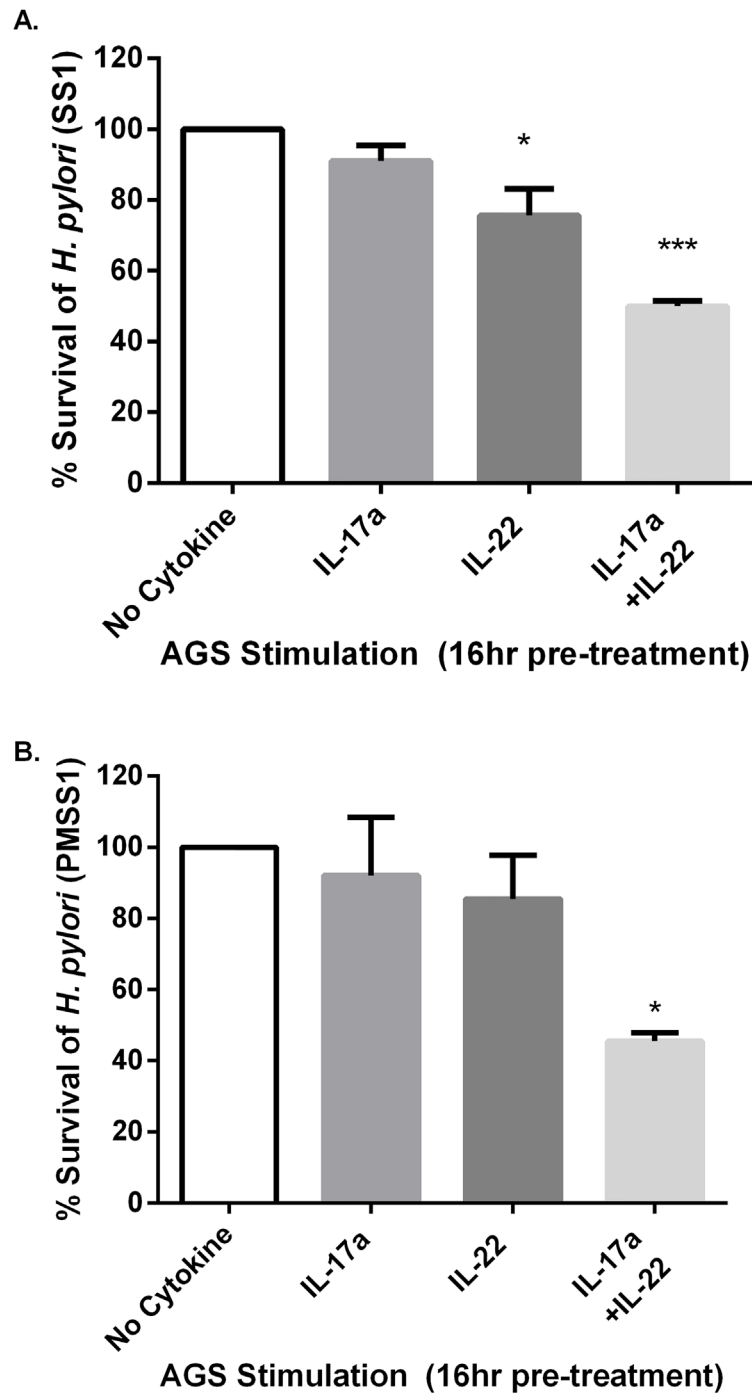 A.
% Survival of H. pylori (SS1)
120
100
80
60
40
20
0
*
***
No Cytokine
IL-17a
IL-22
IL-17a
+IL-22
AGS Stimulation (16hr pre-treatment)
B.
% Survival of H. pylori (PMSS1)
120
100
80
60
40
20
0
*
No Cytokine
IL-17a
IL-22
IL-17a
+IL-22
AGS Stimulation (16hr pre-treatment)